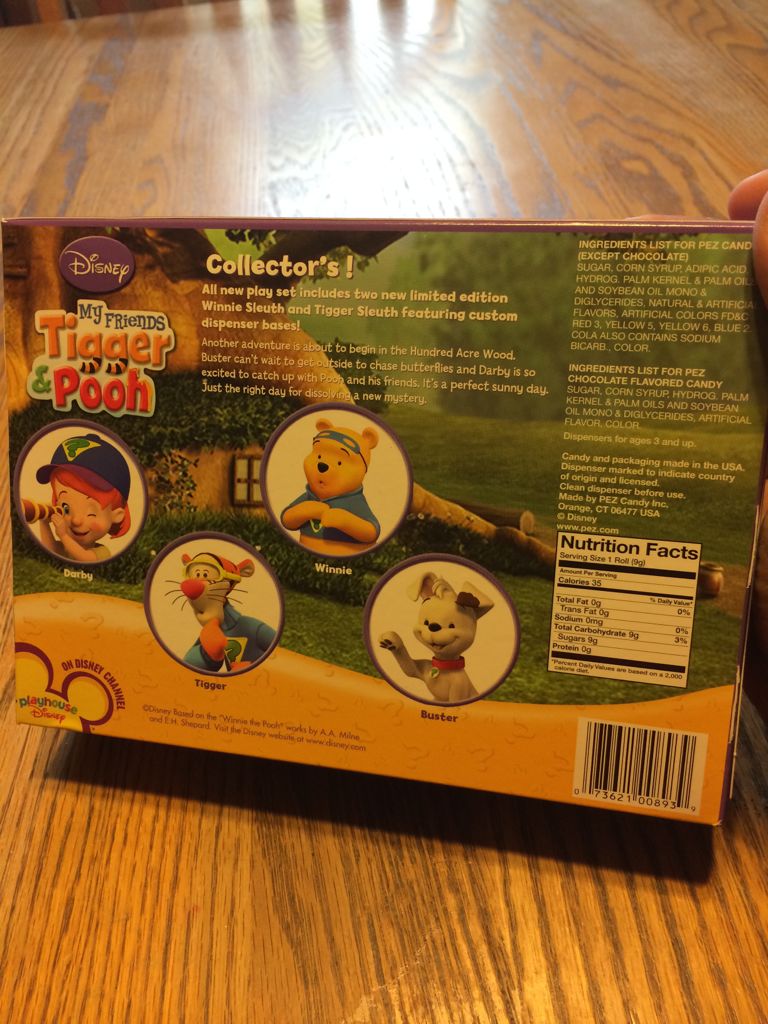 Disney
My Friends
Tigger
& Pooh
Collector's !
All new play set includes two new limited edition
Winnie Sleuth and Tigger Sleuth featuring custom
dispenser bases!
Another adventure is about to begin in the Hundred Acre Wood.
Buster can't wait to get outside to chase butterflies and Darby is so
excited to catch up with Pooh and his friends. It's a perfect sunny day.
Just the right day for dissolving a new mystery.
Darby
Winnie
Tigger
Buster
ON DISNEY CHANNEL
playhouse
Disney
©Disney Based on the "Winnie the Pooh" works by A.A. Milne
and E.H. Shepard. Visit the Disney website at www.disney.com
INGREDIENTS LIST FOR PEZ CAND
(EXCEPT CHOCOLATE)
SUGAR, CORN SYRUP, ADIPIC ACID,
HYDROG. PALM KERNEL & PALM OILS
AND SOYBEAN OIL MONO &
DIGLYCERIDES, NATURAL & ARTIFICIA
FLAVORS, ARTIFICIAL COLORS FD&C
RED 3, YELLOW 5, YELLOW 6, BLUE 2.
COLA ALSO CONTAINS SODIUM
BICARB., COLOR.
INGREDIENTS LIST FOR PEZ
CHOCOLATE FLAVORED CANDY
SUGAR, CORN SYRUP, HYDROG. PALM
KERNEL & PALM OILS AND SOYBEAN
OIL MONO & DIGLYCERIDES, ARTIFICIAL
FLAVOR, COLOR.
Dispensers for ages 3 and up.
Candy and packaging made in the USA.
Dispenser marked to indicate country
of origin and licensed.
Clean dispenser before use.
Made by PEZ Candy Inc.
Orange, CT 06477 USA
© Disney
www.pez.com
Nutrition Facts
Serving Size 1 Roll (9g)
Amount Per Serving
Calories 35
% Daily Value*
Total Fat 0g 0%
Trans Fat 0g
Sodium 0mg 0%
Total Carbohydrate 9g 3%
Sugars 9g
Protein 0g
*Percent Daily Values are based on a 2,000
calorie diet.
0 73621 00893 9